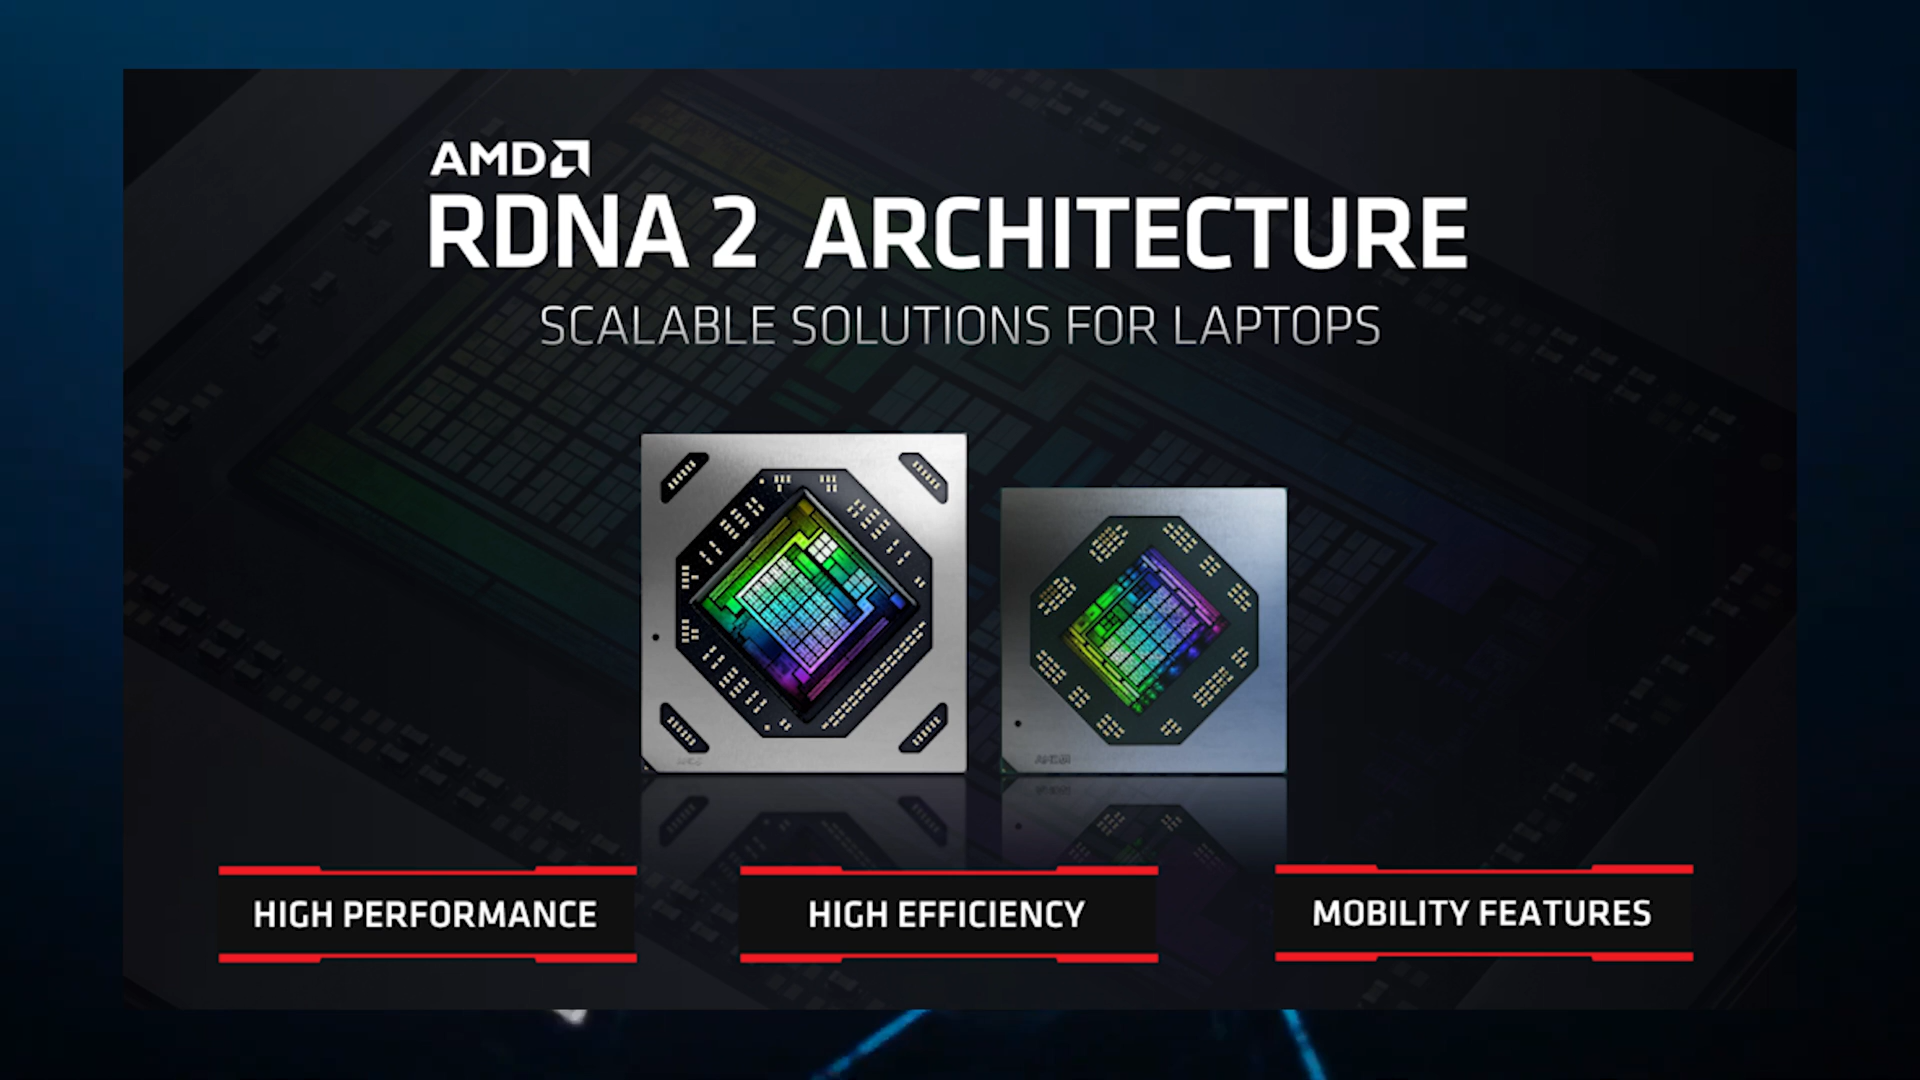 AMD
RDNA 2 ARCHITECTURE
SCALABLE SOLUTIONS FOR LAPTOPS
HIGH PERFORMANCE
HIGH EFFICIENCY
MOBILITY FEATURES